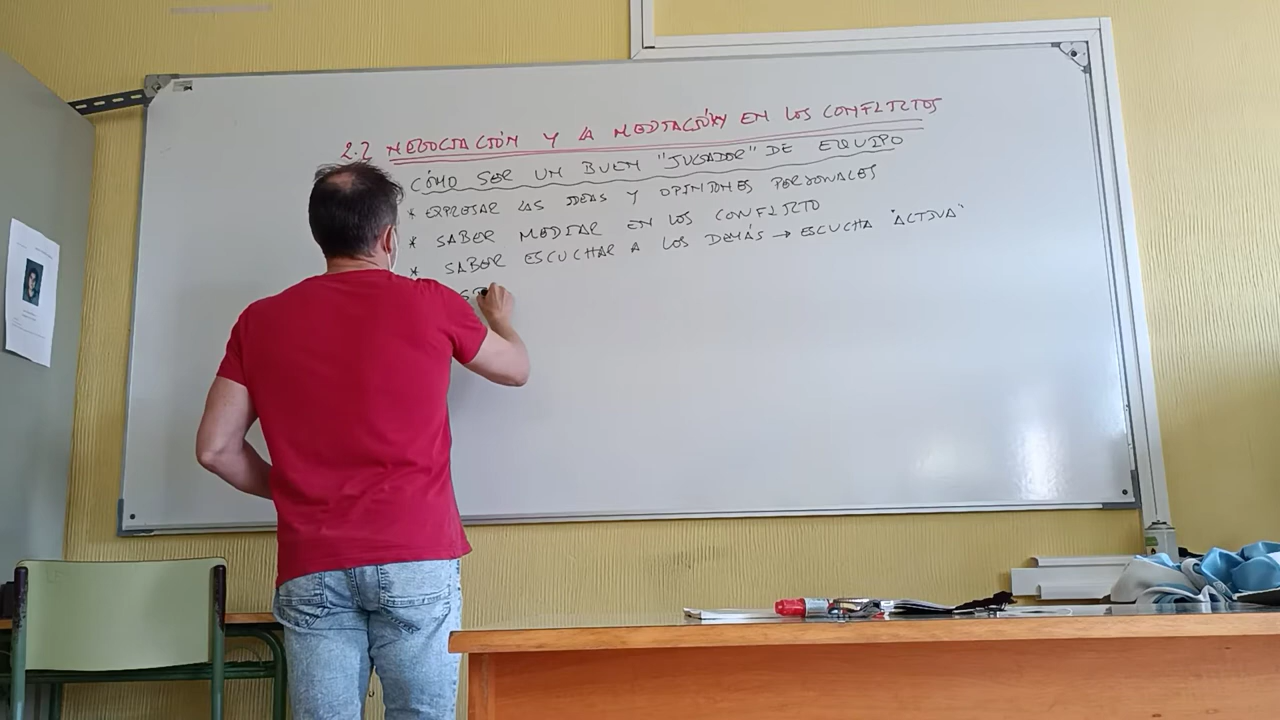 2.2 NEGOCIACIÓN Y LA MEDIACIÓN EN LOS CONFLICTOS
CÓMO SER UN BUEN "JUGADOR" DE EQUIPO
* EXPRESAR LAS IDEAS Y OPINIONES PERSONALES
* SABER MEDIAR EN LOS CONFLICTO
* SABER ESCUCHAR A LOS DEMÁS → ESCUCHA "ACTIVA"